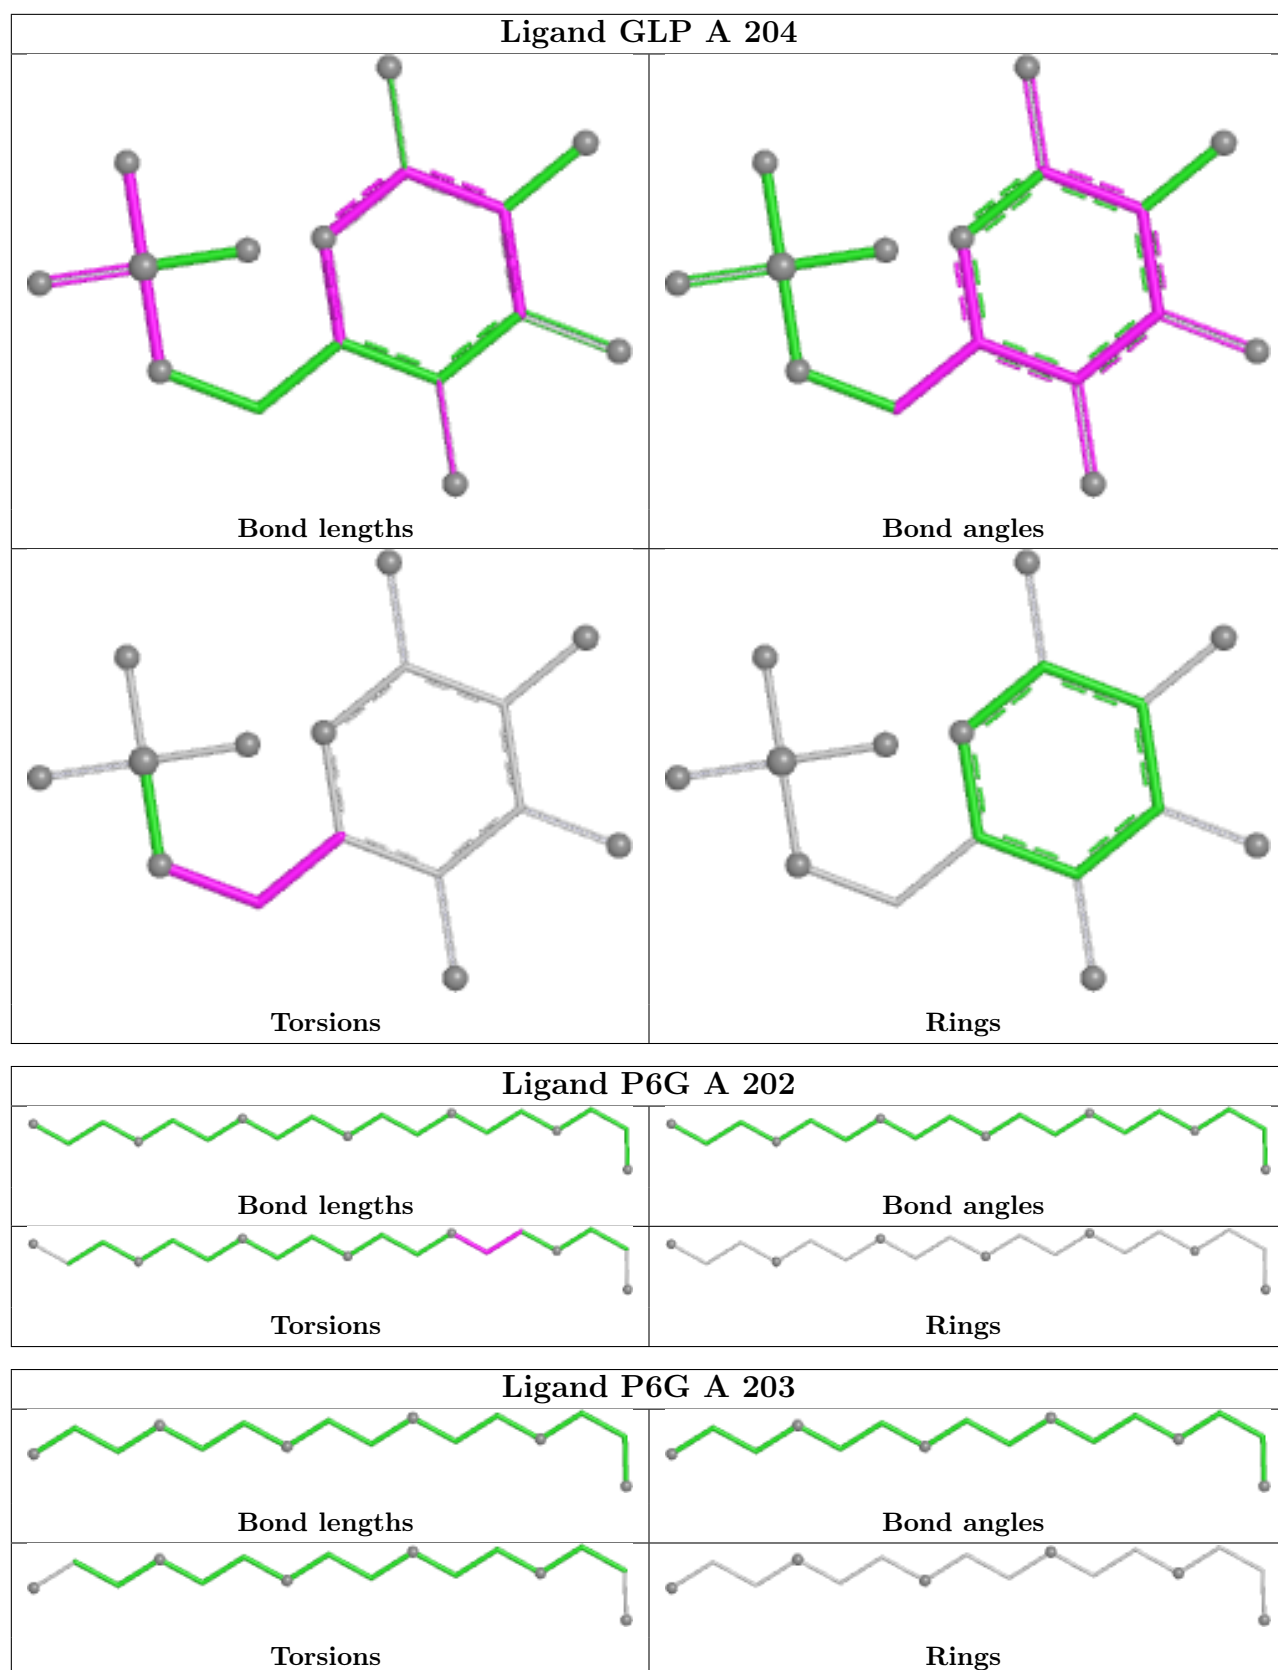 Ligand GLP A 204
Bond lengths
Bond angles
Torsions
Rings
Ligand P6G A 202
Bond lengths
Bond angles
Torsions
Rings
Ligand P6G A 203
Bond lengths
Bond angles
Torsions
Rings